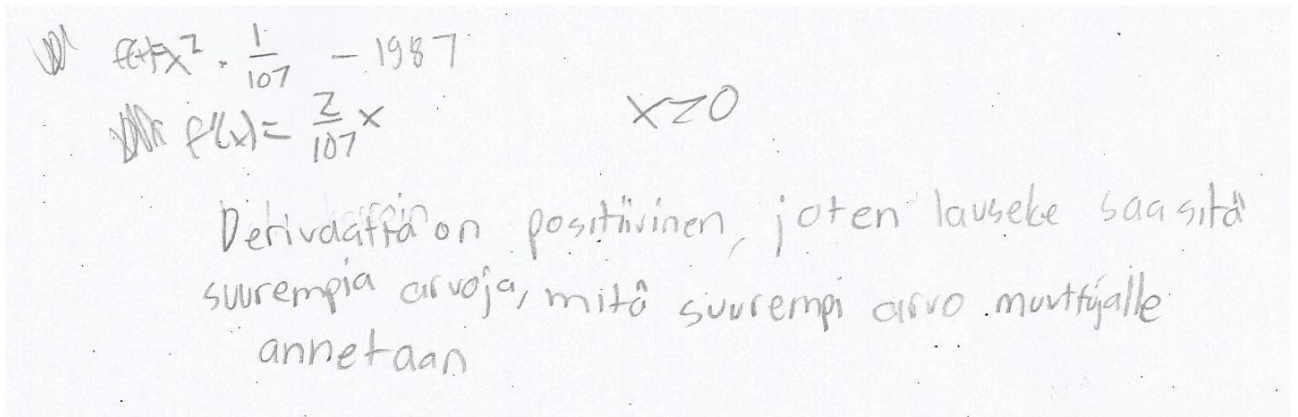 f(x)=x² · 1/107 - 1987
f'(x) = 2/107 x    x≥0
Derivaatta on positiivinen, joten lauseke saa sitä
suurempia arvoja, mitä suurempi arvo muuttujalle
annetaan